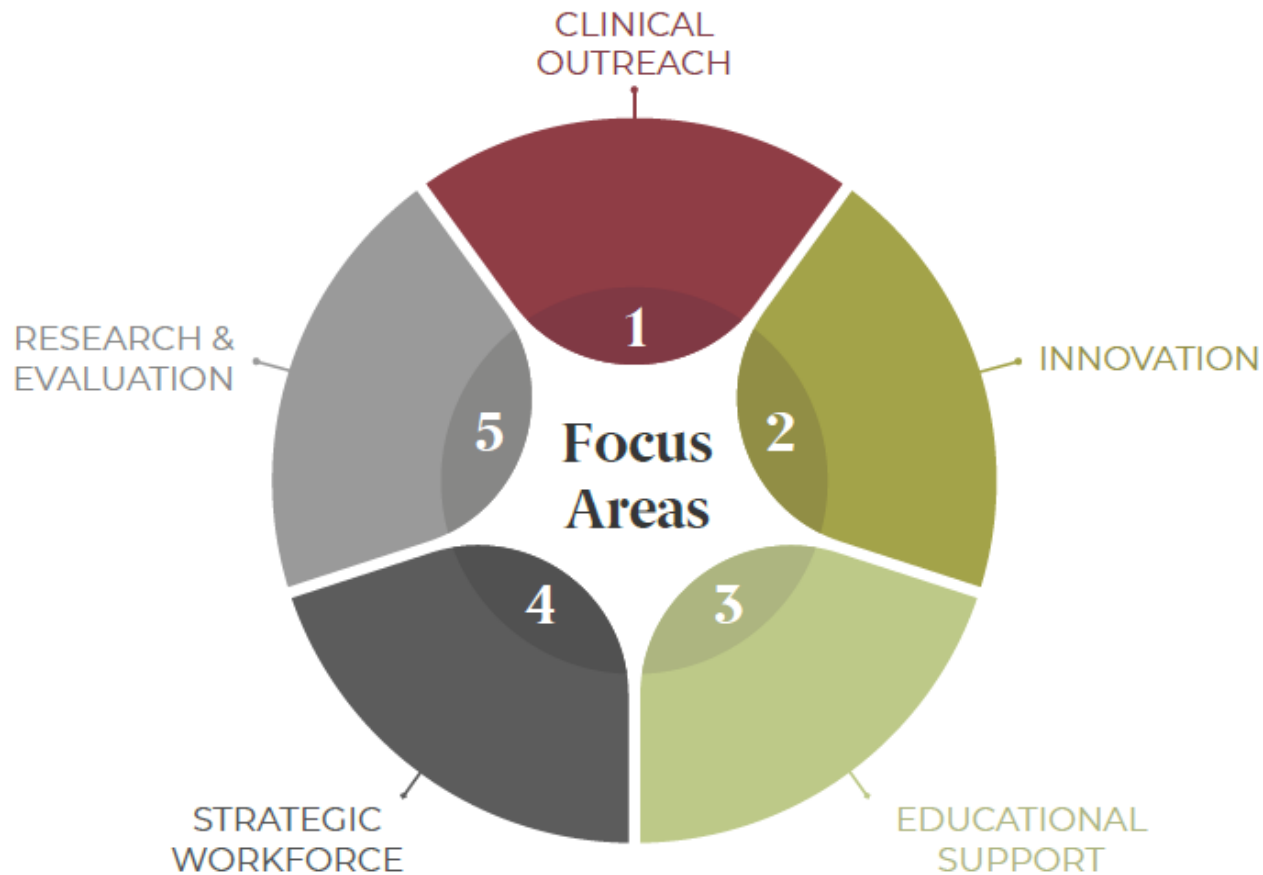 CLINICAL
OUTREACH
1
INNOVATION
2
EDUCATIONAL
SUPPORT
3
STRATEGIC
WORKFORCE
4
RESEARCH &
EVALUATION
5
Focus
Areas